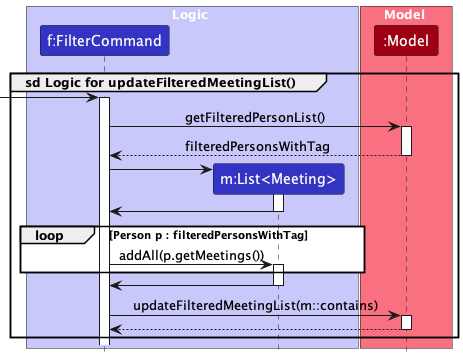 Logic
Model
f:FilterCommand
:Model
sd Logic for updateFilteredMeetingList()
getFilteredPersonList()
filteredPersonsWithTag
m:List<Meeting>
loop
[Person p : filteredPersonsWithTag]
addAll(p.getMeetings())
updateFilteredMeetingList(m::contains)